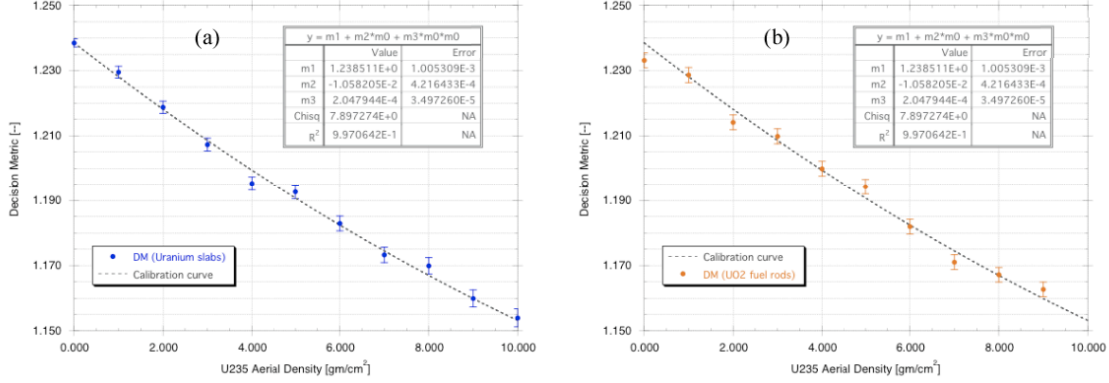 (a)
y = m1 + m2*m0 + m3*m0*m0
Value Error
m1 1.238511E+0 1.005309E-3
m2 -1.058205E-2 4.216433E-4
m3 2.047944E-4 3.497260E-5
Chisq 7.897274E+0 NA
R² 9.970642E-1 NA
Decision Metric [--]
1.250
1.230
1.210
1.190
1.170
1.150
DM (Uranium slabs)
Calibration curve
0.000 2.000 4.000 6.000 8.000 10.000
U235 Aerial Density [gm/cm²]
(b)
y = m1 + m2*m0 + m3*m0*m0
Value Error
m1 1.238511E+0 1.005309E-3
m2 -1.058205E-2 4.216433E-4
m3 2.047944E-4 3.497260E-5
Chisq 7.897274E+0 NA
R² 9.970642E-1 NA
Decision Metric [--]
1.250
1.230
1.210
1.190
1.170
1.150
Calibration curve
DM (UO2 fuel rods)
0.000 2.000 4.000 6.000 8.000 10.000
U235 Aerial Density [gm/cm²]